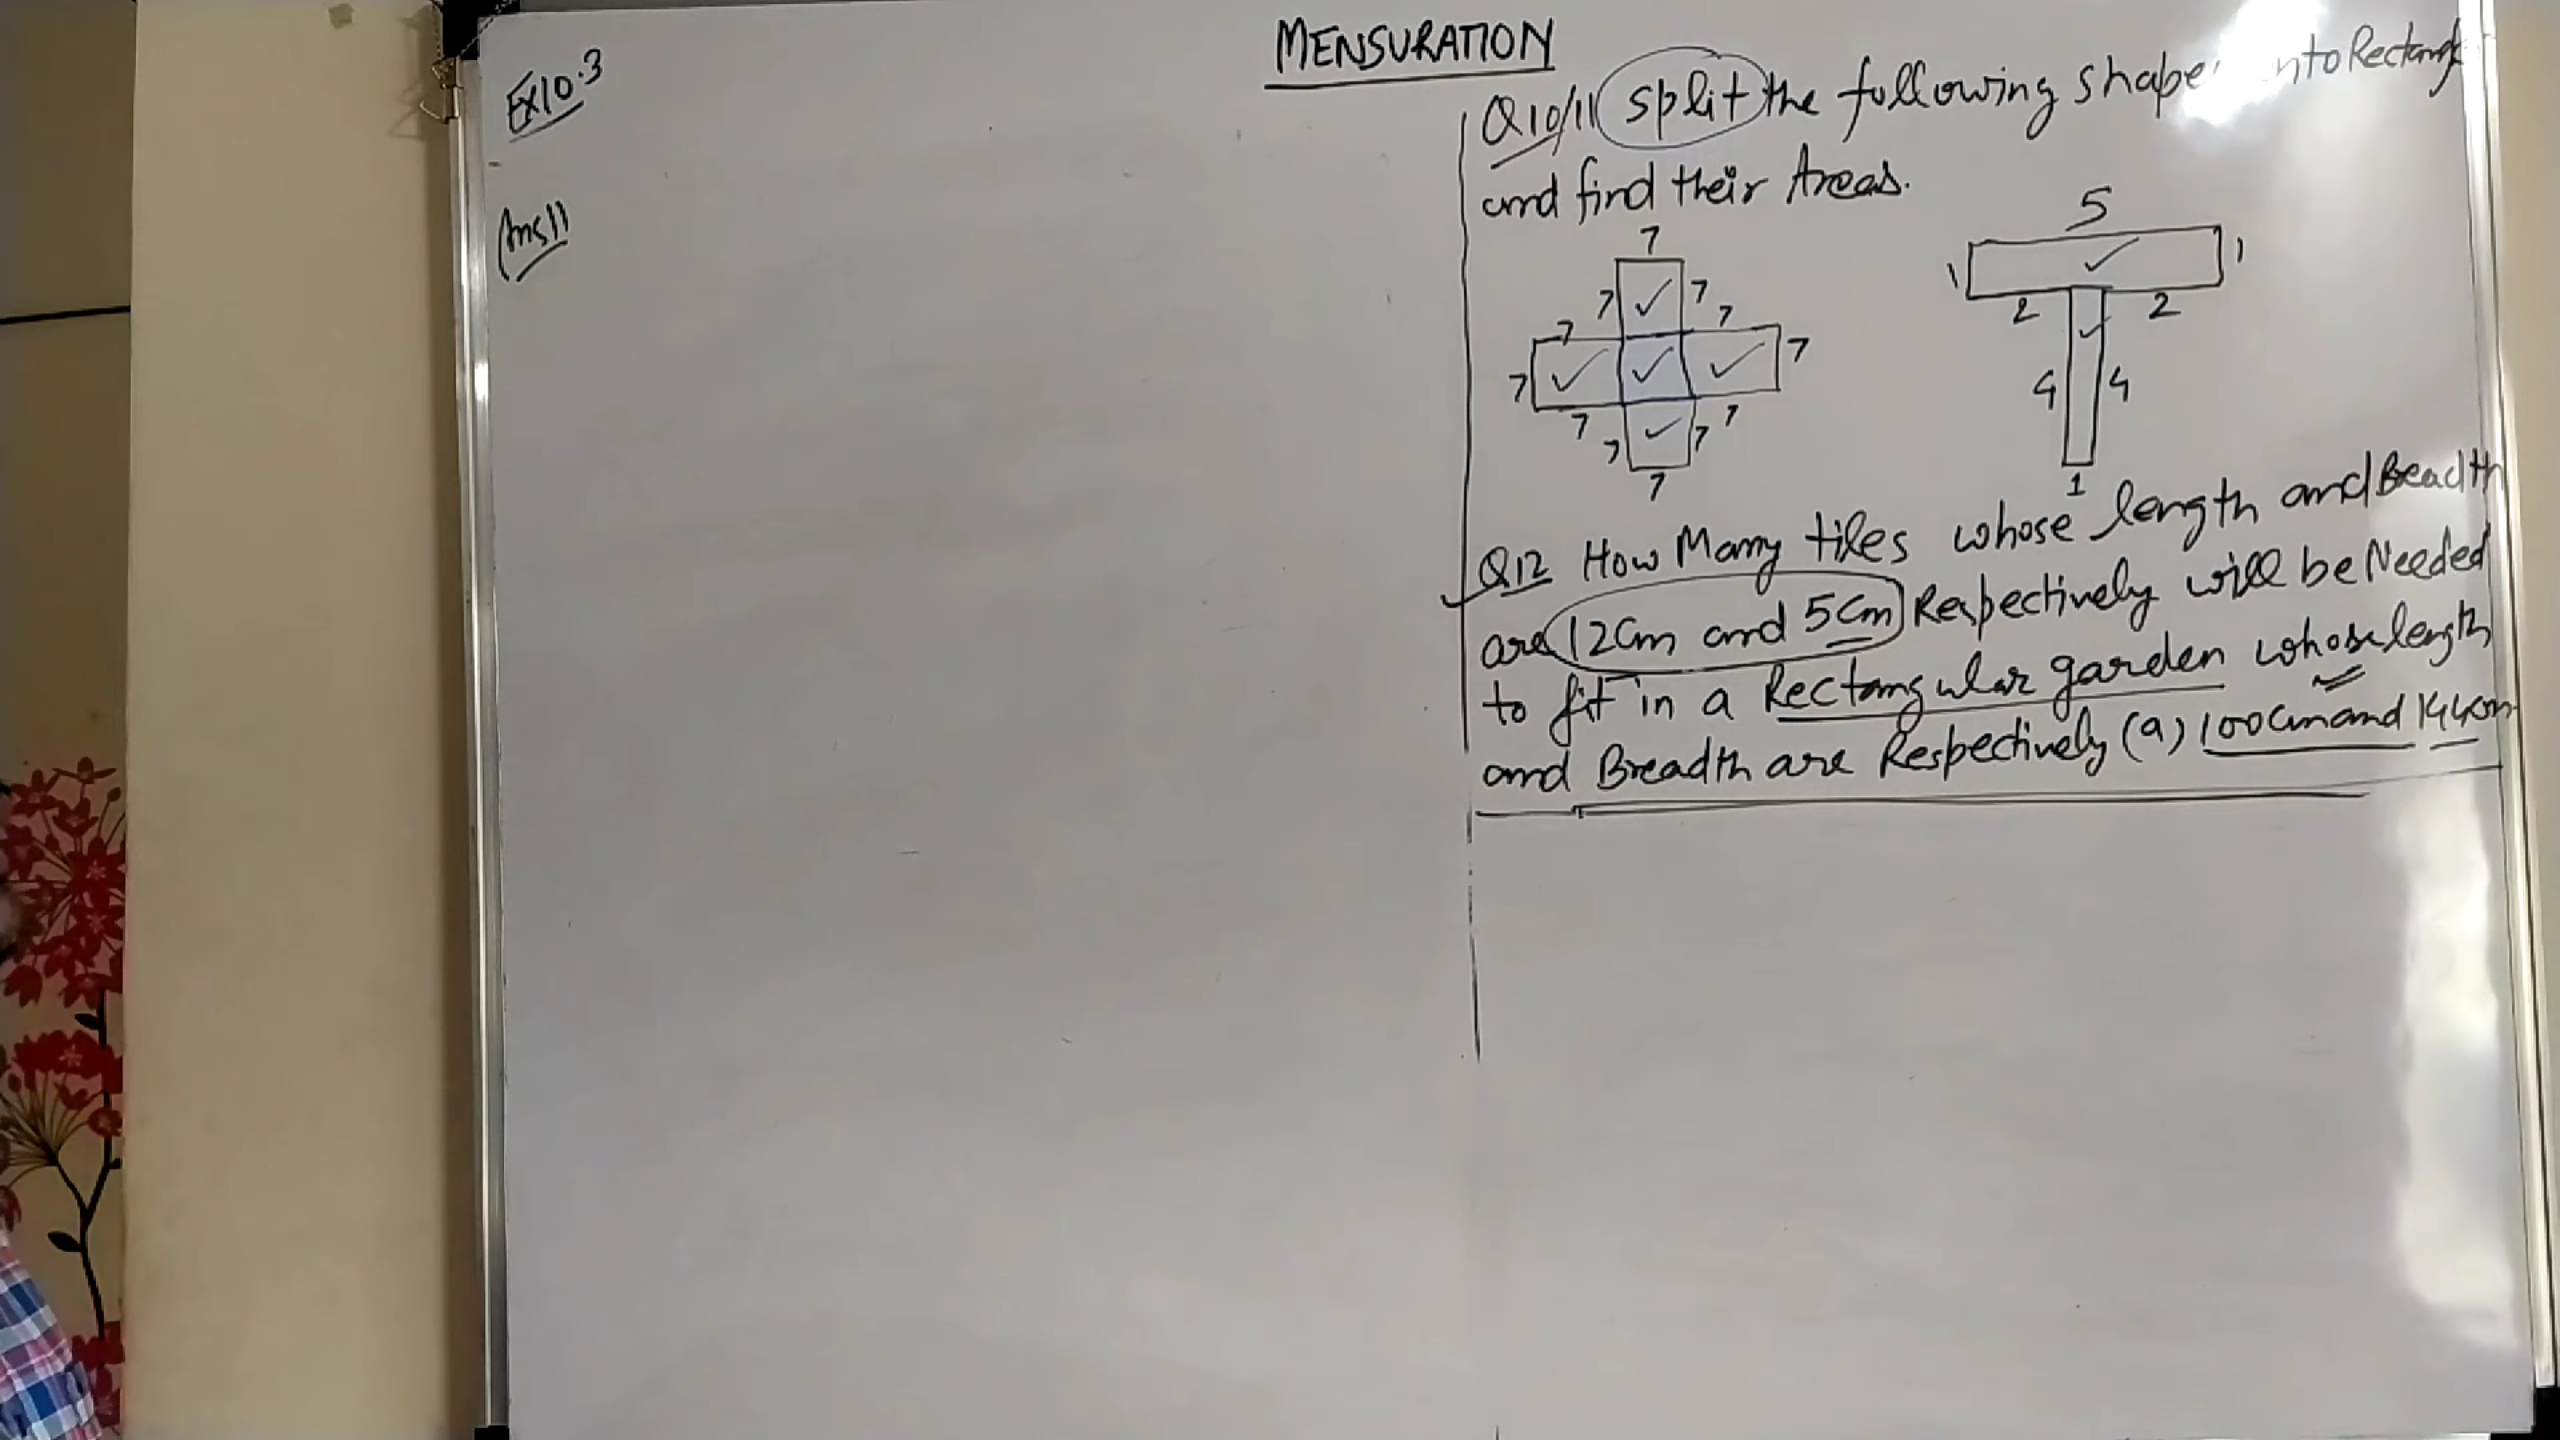 MENSURATION
Ex10.3
Ans11
Q10/11 split the following shape into Rectangle
and find their Areas.
7
7 7
7 7
7 7
7 7
7 7
7
5
1 1
2 2
4 4
1
Q12 How Many tiles whose length and Breadth
are 12cm and 5cm Respectively will be Needed
to fit in a Rectangular garden whose length
and Breadth are Respectively (a) 100cm and 144cm